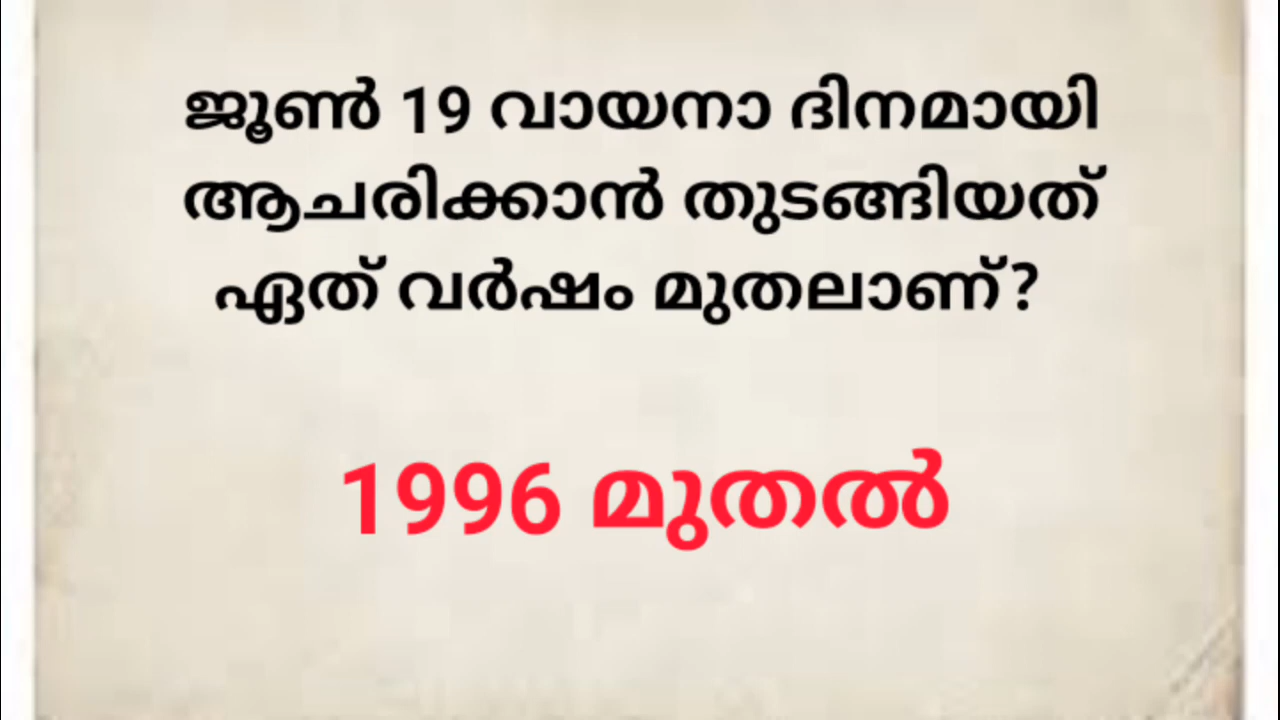 ജൂൺ 19 വായനാ ദിനമായി
ആചരിക്കാൻ തുടങ്ങിയത്
ഏത് വർഷം മുതലാണ്?
1996 മുതൽ